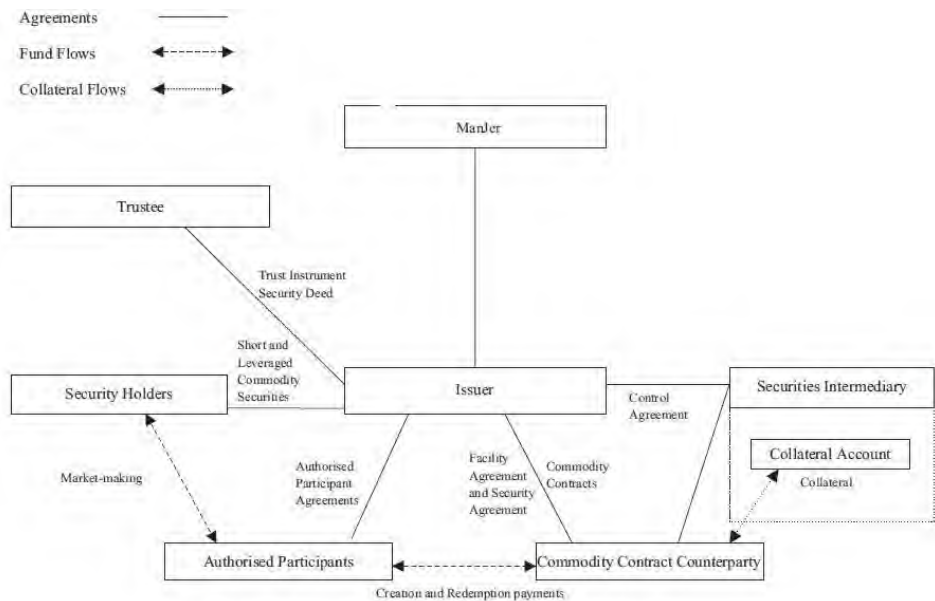 Agreements
Fund Flows
Collateral Flows
ManJer
Trustee
Trust Instrument
Security Deed
Short and
Leveraged
Commodity
Securities
Security Holders
Issuer
Securities Intermediary
Control
Agreement
Collateral Account
Collateral
Market-making
Authorised
Participant
Agreements
Facility
Agreement
and Security
Agreement
Commodity
Contracts
Authorised Participants
Commodity Contract Counterparty
Creation and Redemption payments